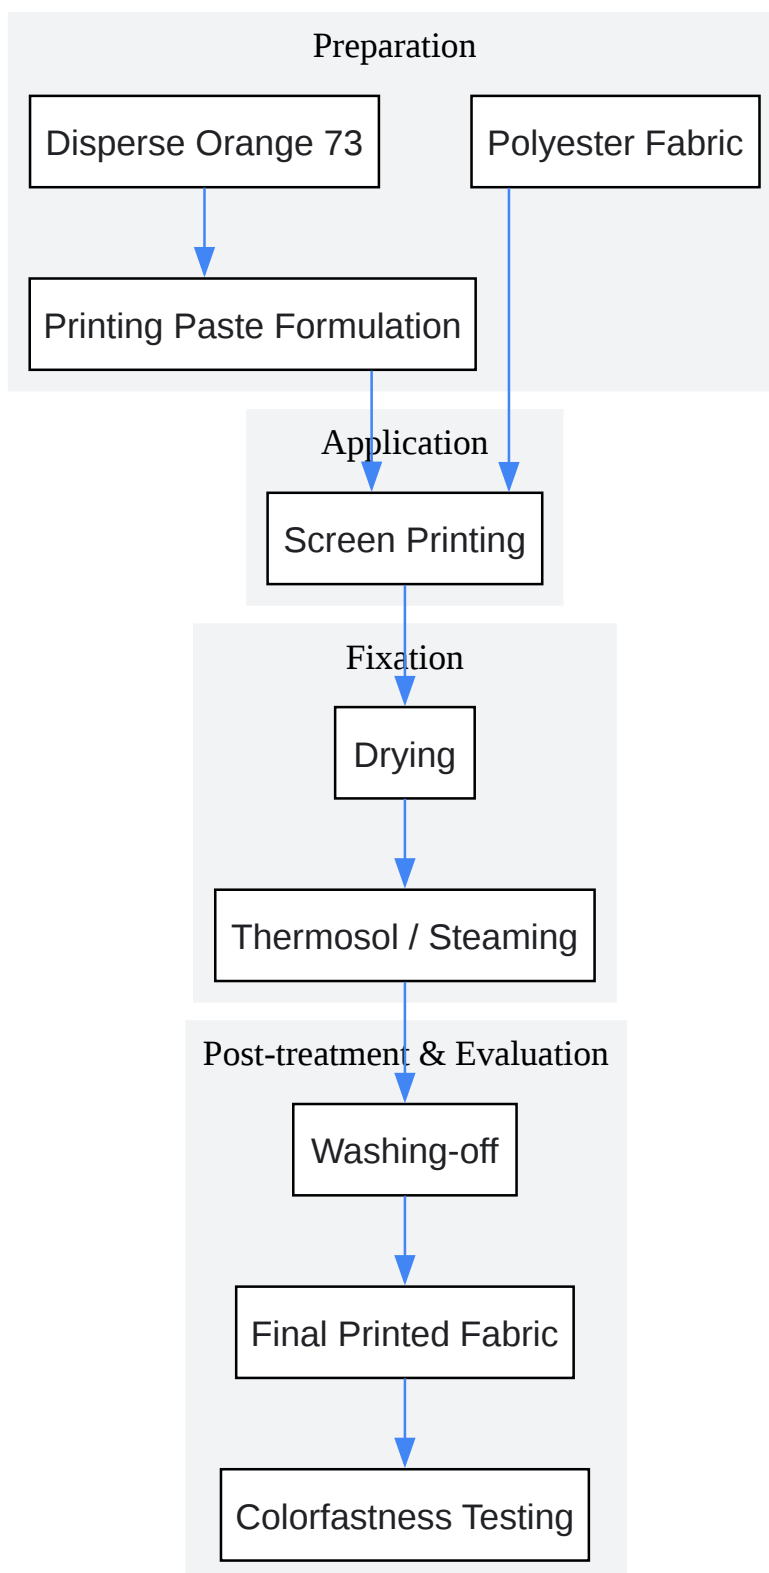 Preparation
Disperse Orange 73
Polyester Fabric
Printing Paste Formulation
Application
Screen Printing
Fixation
Drying
Thermosol / Steaming
Post-treatment & Evaluation
Washing-off
Final Printed Fabric
Colorfastness Testing